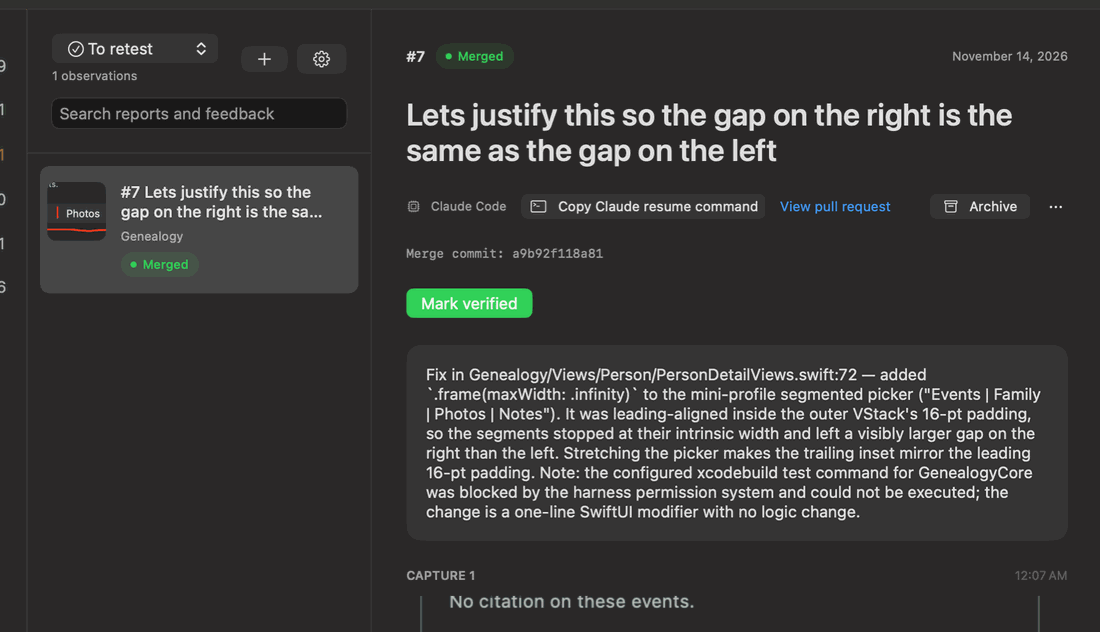 9
1
1
0
1
6
To retest
1 observations
Search reports and feedback
ts.
Photos
#7 Lets justify this so the
gap on the right is the sa...
Genealogy
Merged
#7 Merged
November 14, 2026
Lets justify this so the gap on the right is the
same as the gap on the left
Claude Code
Copy Claude resume command
View pull request
Archive
Merge commit: a9b92f118a81
Mark verified
Fix in Genealogy/Views/Person/PersonDetailViews.swift:72 — added
`.frame(maxWidth: .infinity)` to the mini-profile segmented picker ("Events | Family
| Photos | Notes"). It was leading-aligned inside the outer VStack's 16-pt padding,
so the segments stopped at their intrinsic width and left a visibly larger gap on the
right than the left. Stretching the picker makes the trailing inset mirror the leading
16-pt padding. Note: the configured xcodebuild test command for GenealogyCore
was blocked by the harness permission system and could not be executed; the
change is a one-line SwiftUI modifier with no logic change.
CAPTURE 1
12:07 AM
No citation on these events.